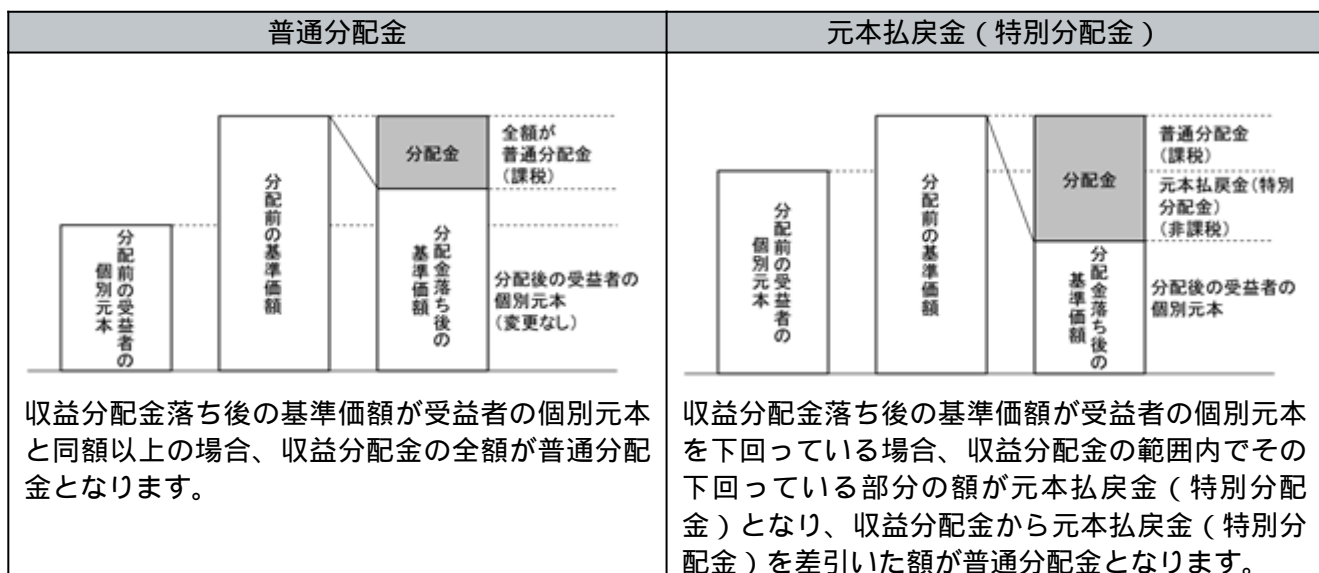 普通分配金
分配前の受益者の
個別元本
分配前の基準価額
分配金
分配金落ち後の
基準価額
全額が
普通分配金
(課税)
分配後の受益者の
個別元本
(変更なし)
収益分配金落ち後の基準価額が受益者の個別元本
と同額以上の場合、収益分配金の全額が普通分配
金となります。
元本払戻金(特別分配金)
分配前の受益者の
個別元本
分配前の基準価額
分配金
分配金落ち後の
基準価額
普通分配金
(課税)
元本払戻金(特別
分配金)
(非課税)
分配後の受益者の
個別元本
収益分配金落ち後の基準価額が受益者の個別元本
を下回っている場合、収益分配金の範囲内でその
下回っている部分の額が元本払戻金(特別分配
金)となり、収益分配金から元本払戻金(特別分
配金)を差引いた額が普通分配金となります。